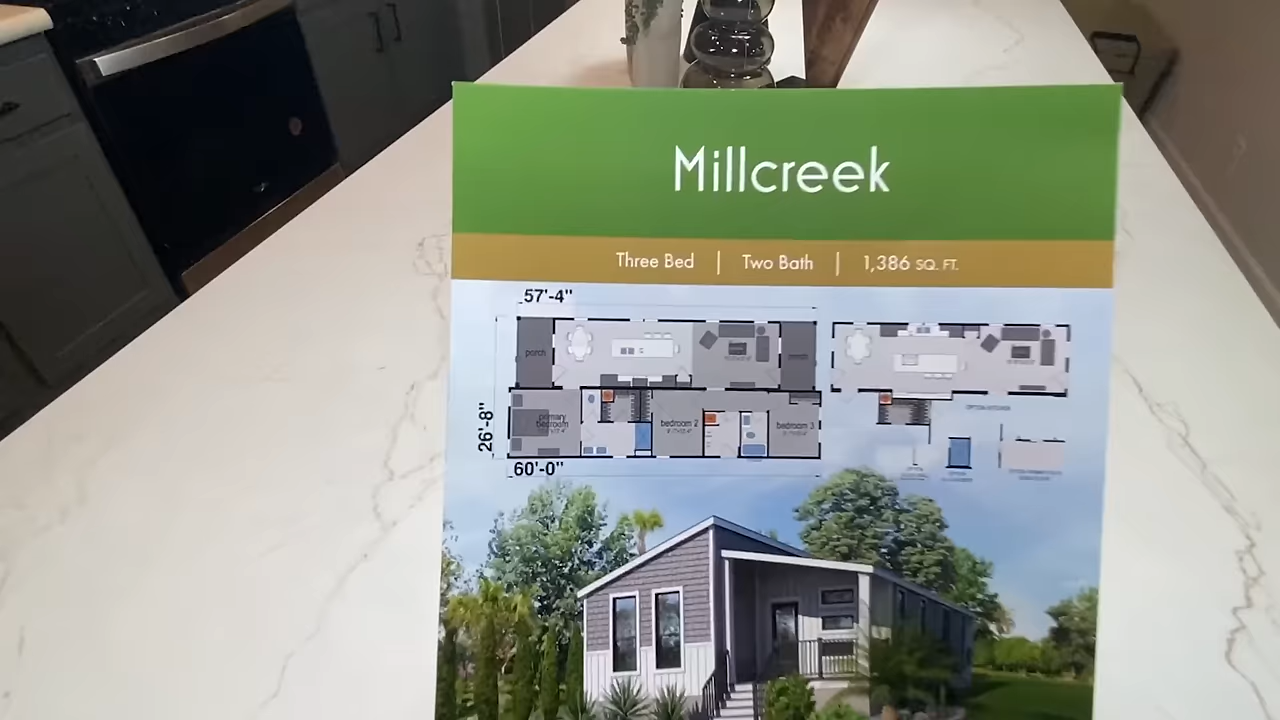 Millcreek
Three Bed | Two Bath | 1,386 SQ. FT.
57'-4"
porch
primary
bedroom
bedroom 2
bedroom 3
26'-8"
60'-0"